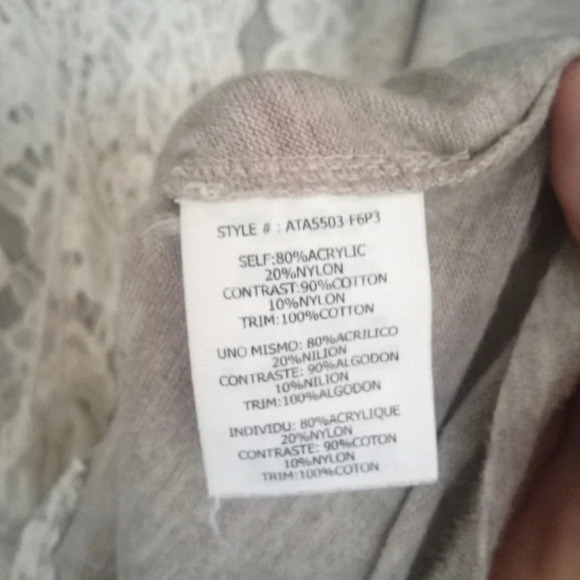 STYLE # : ATA5503-F6P3
SELF:80%ACRYLIC
20%NYLON
CONTRAST:90%COTTON
10%NYLON
TRIM:100%COTTON
UNO MISMO: 80%ACRILICO
20%NILION
CONTRASTE: 90%ALGODON
10%NILION
TRIM:100%ALGODON
INDIVIDU: 80%ACRYLIQUE
20%NYLON
CONTRASTE: 90%COTON
10%NYLON
TRIM:100%COTON